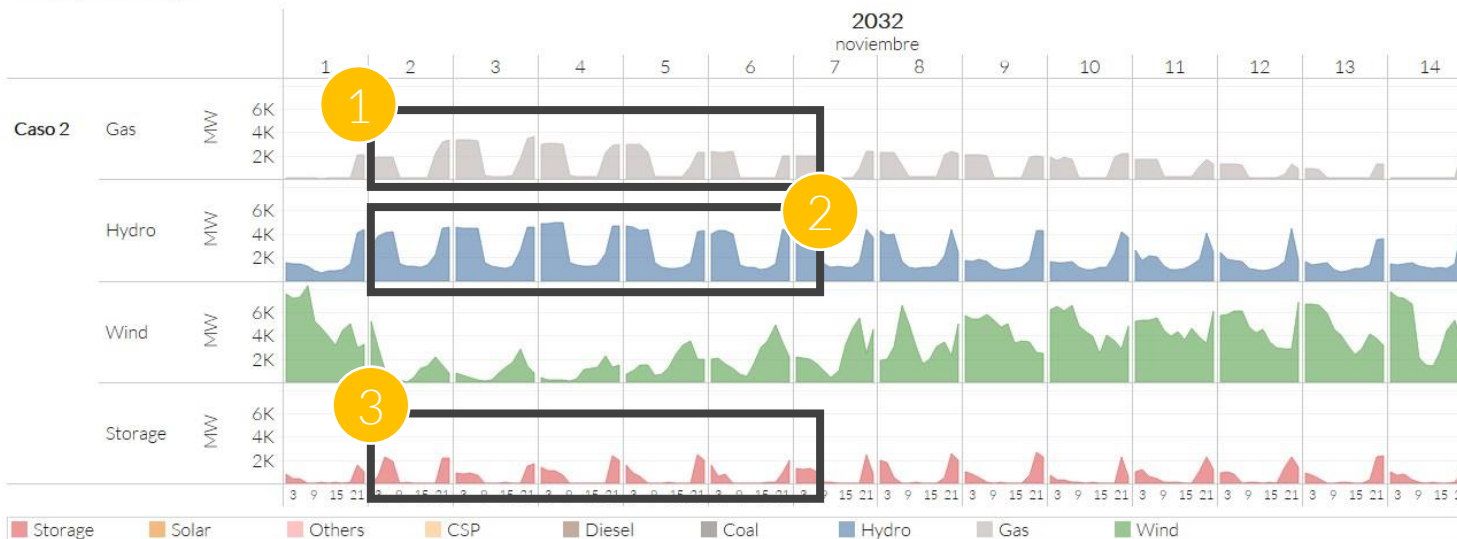 2032
noviembre
1 2 3 4 5 6 7 8 9 10 11 12 13 14
1
Caso 2 Gas MW 6K 4K 2K
2
Hydro MW 6K 4K 2K
Wind MW 6K 4K 2K
3
Storage MW 6K 4K 2K
3 9 15 21 3 9 15 21 3 9 15 21 3 9 15 21 3 9 15 21 3 9 15 21 3 9 15 21 3 9 15 21 3 9 15 21 3 9 15 21 3 9 15 21 3 9 15 21 3 9 15 21 3 9 15
Storage Solar Others CSP Diesel Coal Hydro Gas Wind